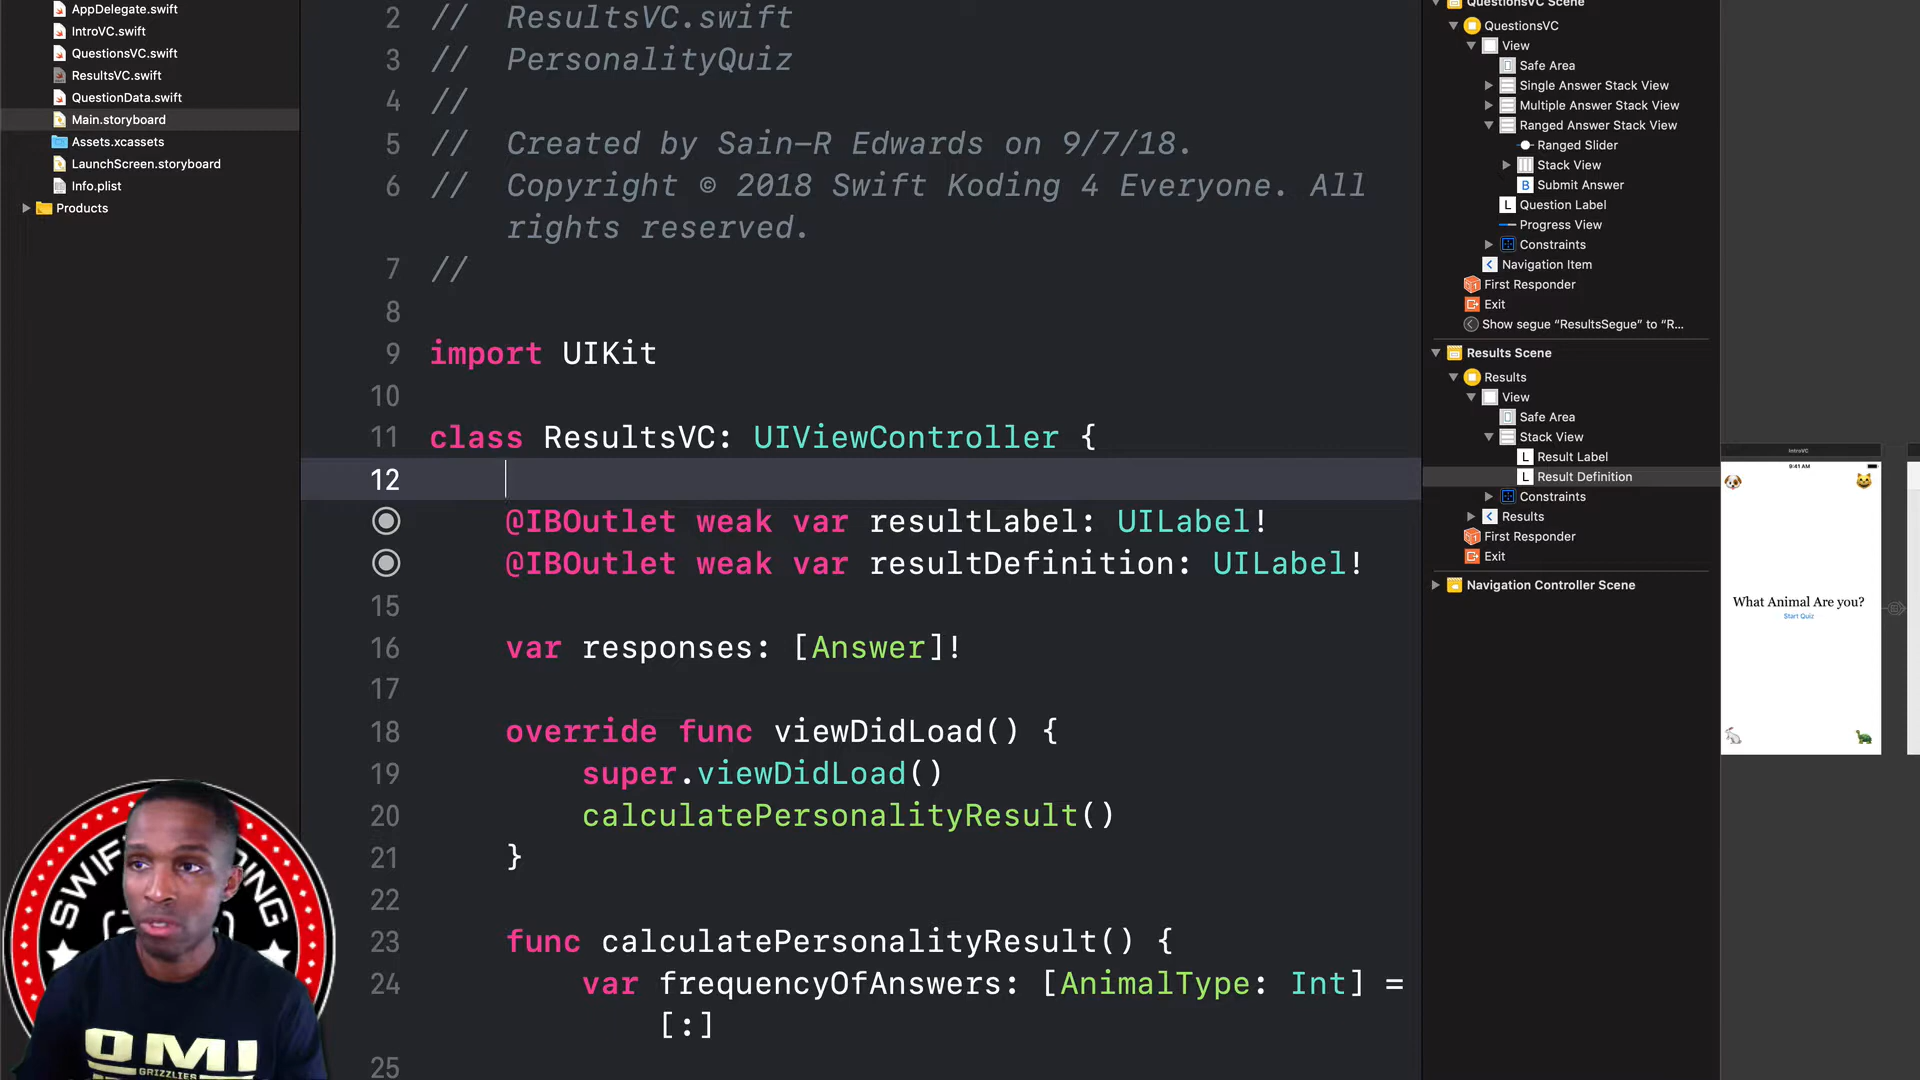 AppDelegate.swift
IntroVC.swift
QuestionsVC.swift
ResultsVC.swift
QuestionData.swift
Main.storyboard
Assets.xcassets
LaunchScreen.storyboard
Info.plist
Products
2 // ResultsVC.swift
3 // PersonalityQuiz
4 //
5 // Created by Sain-R Edwards on 9/7/18.
6 // Copyright © 2018 Swift Koding 4 Everyone. All
rights reserved.
7 //
8
9 import UIKit
10
11 class ResultsVC: UIViewController {
12
@IBOutlet weak var resultLabel: UILabel!
@IBOutlet weak var resultDefinition: UILabel!
15
16 var responses: [Answer]!
17
18 override func viewDidLoad() {
19 super.viewDidLoad()
20 calculatePersonalityResult()
21 }
22
23 func calculatePersonalityResult() {
24 var frequencyOfAnswers: [AnimalType: Int] =
[:]
25
QuestionsVC Scene
QuestionsVC
View
Safe Area
Single Answer Stack View
Multiple Answer Stack View
Ranged Answer Stack View
Ranged Slider
Stack View
B Submit Answer
L Question Label
Progress View
Constraints
Navigation Item
First Responder
Exit
Show segue “ResultsSegue” to “R...
Results Scene
Results
View
Safe Area
Stack View
L Result Label
L Result Definition
Constraints
Results
First Responder
Exit
Navigation Controller Scene
IntroVC
9:41 AM
What Animal Are you?
Start Quiz
OMI
GRIZZLIES